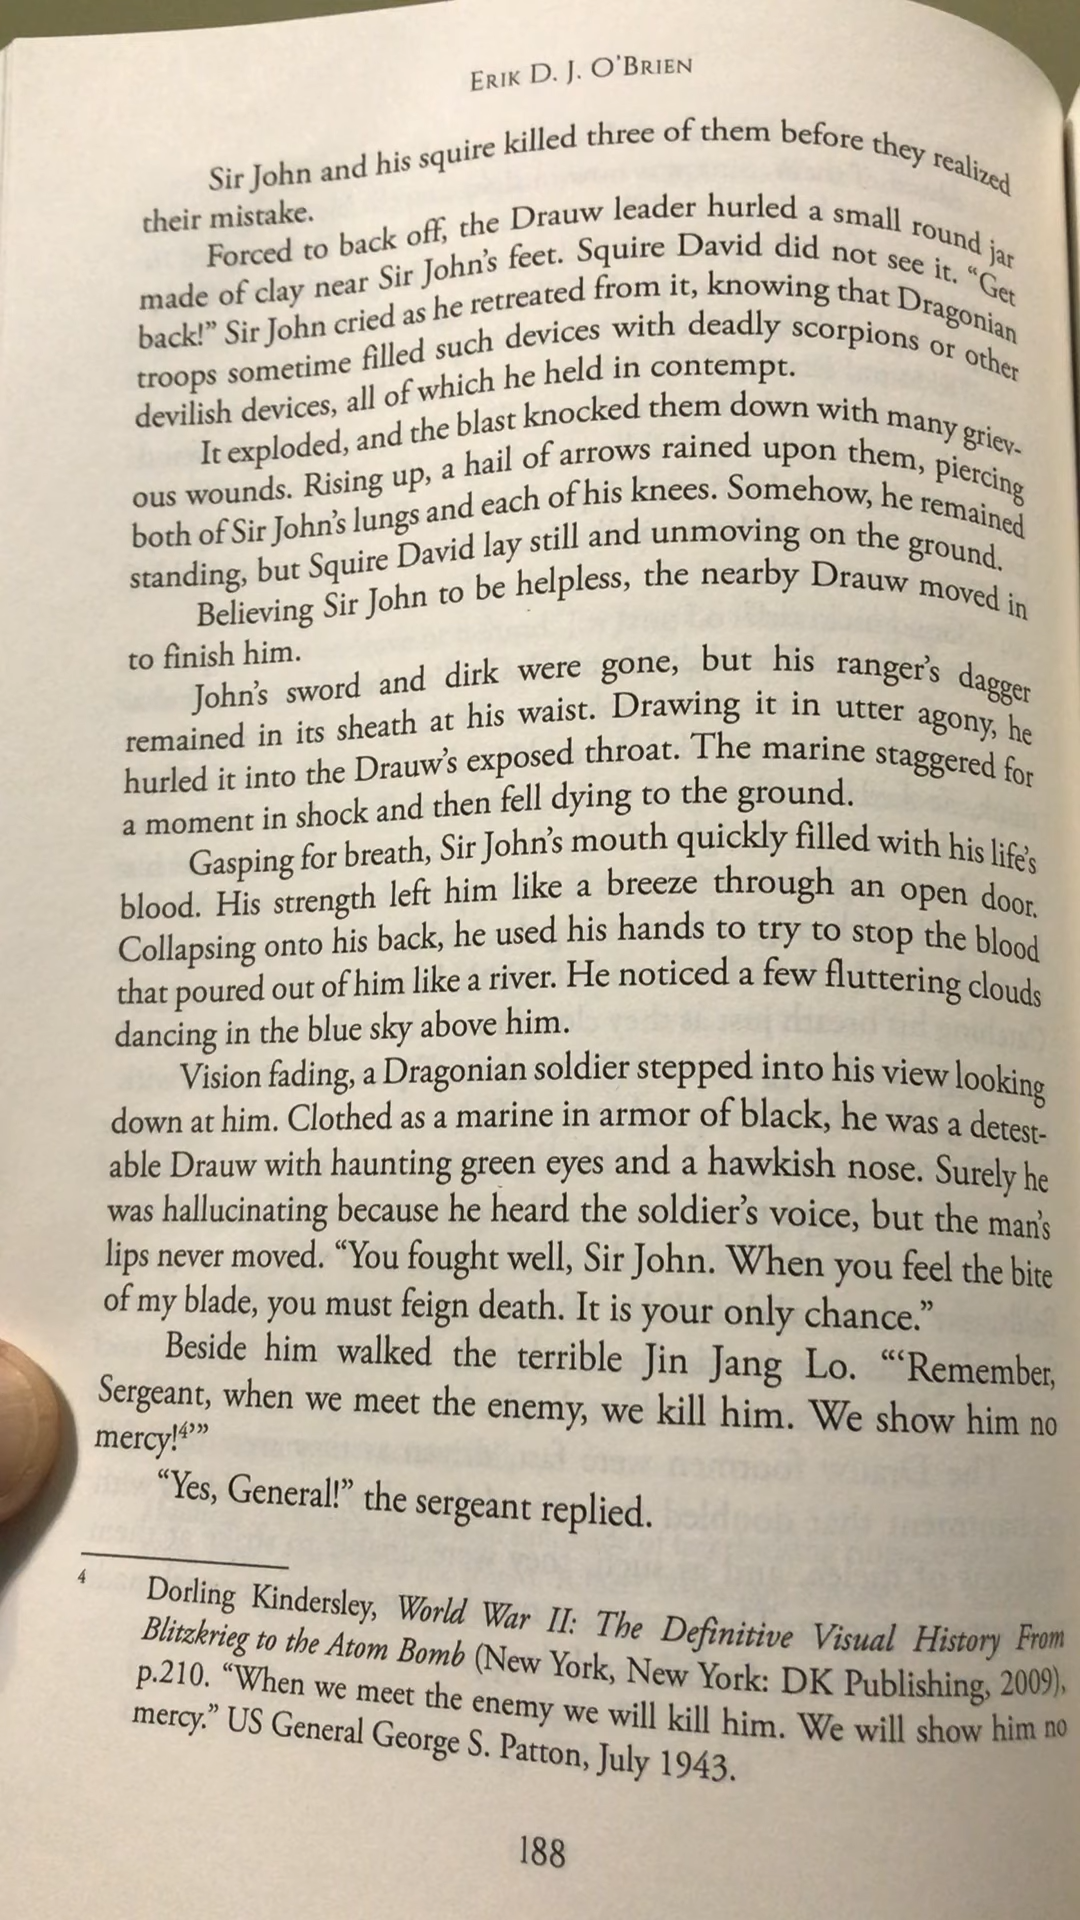 ERIK D. J. O'BRIEN
Sir John and his squire killed three of them before they realized
their mistake.
Forced to back off, the Drauw leader hurled a small round jar
made of clay near Sir John's feet. Squire David did not see it. “Get
back!” Sir John cried as he retreated from it, knowing that Dragonian
troops sometime filled such devices with deadly scorpions or other
devilish devices, all of which he held in contempt.
It exploded, and the blast knocked them down with many griev-
ous wounds. Rising up, a hail of arrows rained upon them, piercing
both of Sir John's lungs and each of his knees. Somehow, he remained
standing, but Squire David lay still and unmoving on the ground.
Believing Sir John to be helpless, the nearby Drauw moved in
to finish him.
John's sword and dirk were gone, but his ranger's dagger
remained in its sheath at his waist. Drawing it in utter agony, he
hurled it into the Drauw's exposed throat. The marine staggered for
a moment in shock and then fell dying to the ground.
Gasping for breath, Sir John's mouth quickly filled with his life's
blood. His strength left him like a breeze through an open door.
Collapsing onto his back, he used his hands to try to stop the blood
that poured out of him like a river. He noticed a few fluttering clouds
dancing in the blue sky above him.
Vision fading, a Dragonian soldier stepped into his view looking
down at him. Clothed as a marine in armor of black, he was a detest-
able Drauw with haunting green eyes and a hawkish nose. Surely he
was hallucinating because he heard the soldier's voice, but the man's
lips never moved. “You fought well, Sir John. When you feel the bite
of my blade, you must feign death. It is your only chance.”
Beside him walked the terrible Jin Jang Lo. “‘Remember,
Sergeant, when we meet the enemy, we kill him. We show him no
mercy!4’”
“Yes, General!” the sergeant replied.
4 Dorling Kindersley, World War II: The Definitive Visual History From
Blitzkrieg to the Atom Bomb (New York, New York: DK Publishing, 2009),
p.210. “When we meet the enemy we will kill him. We will show him no
mercy.” US General George S. Patton, July 1943.
188